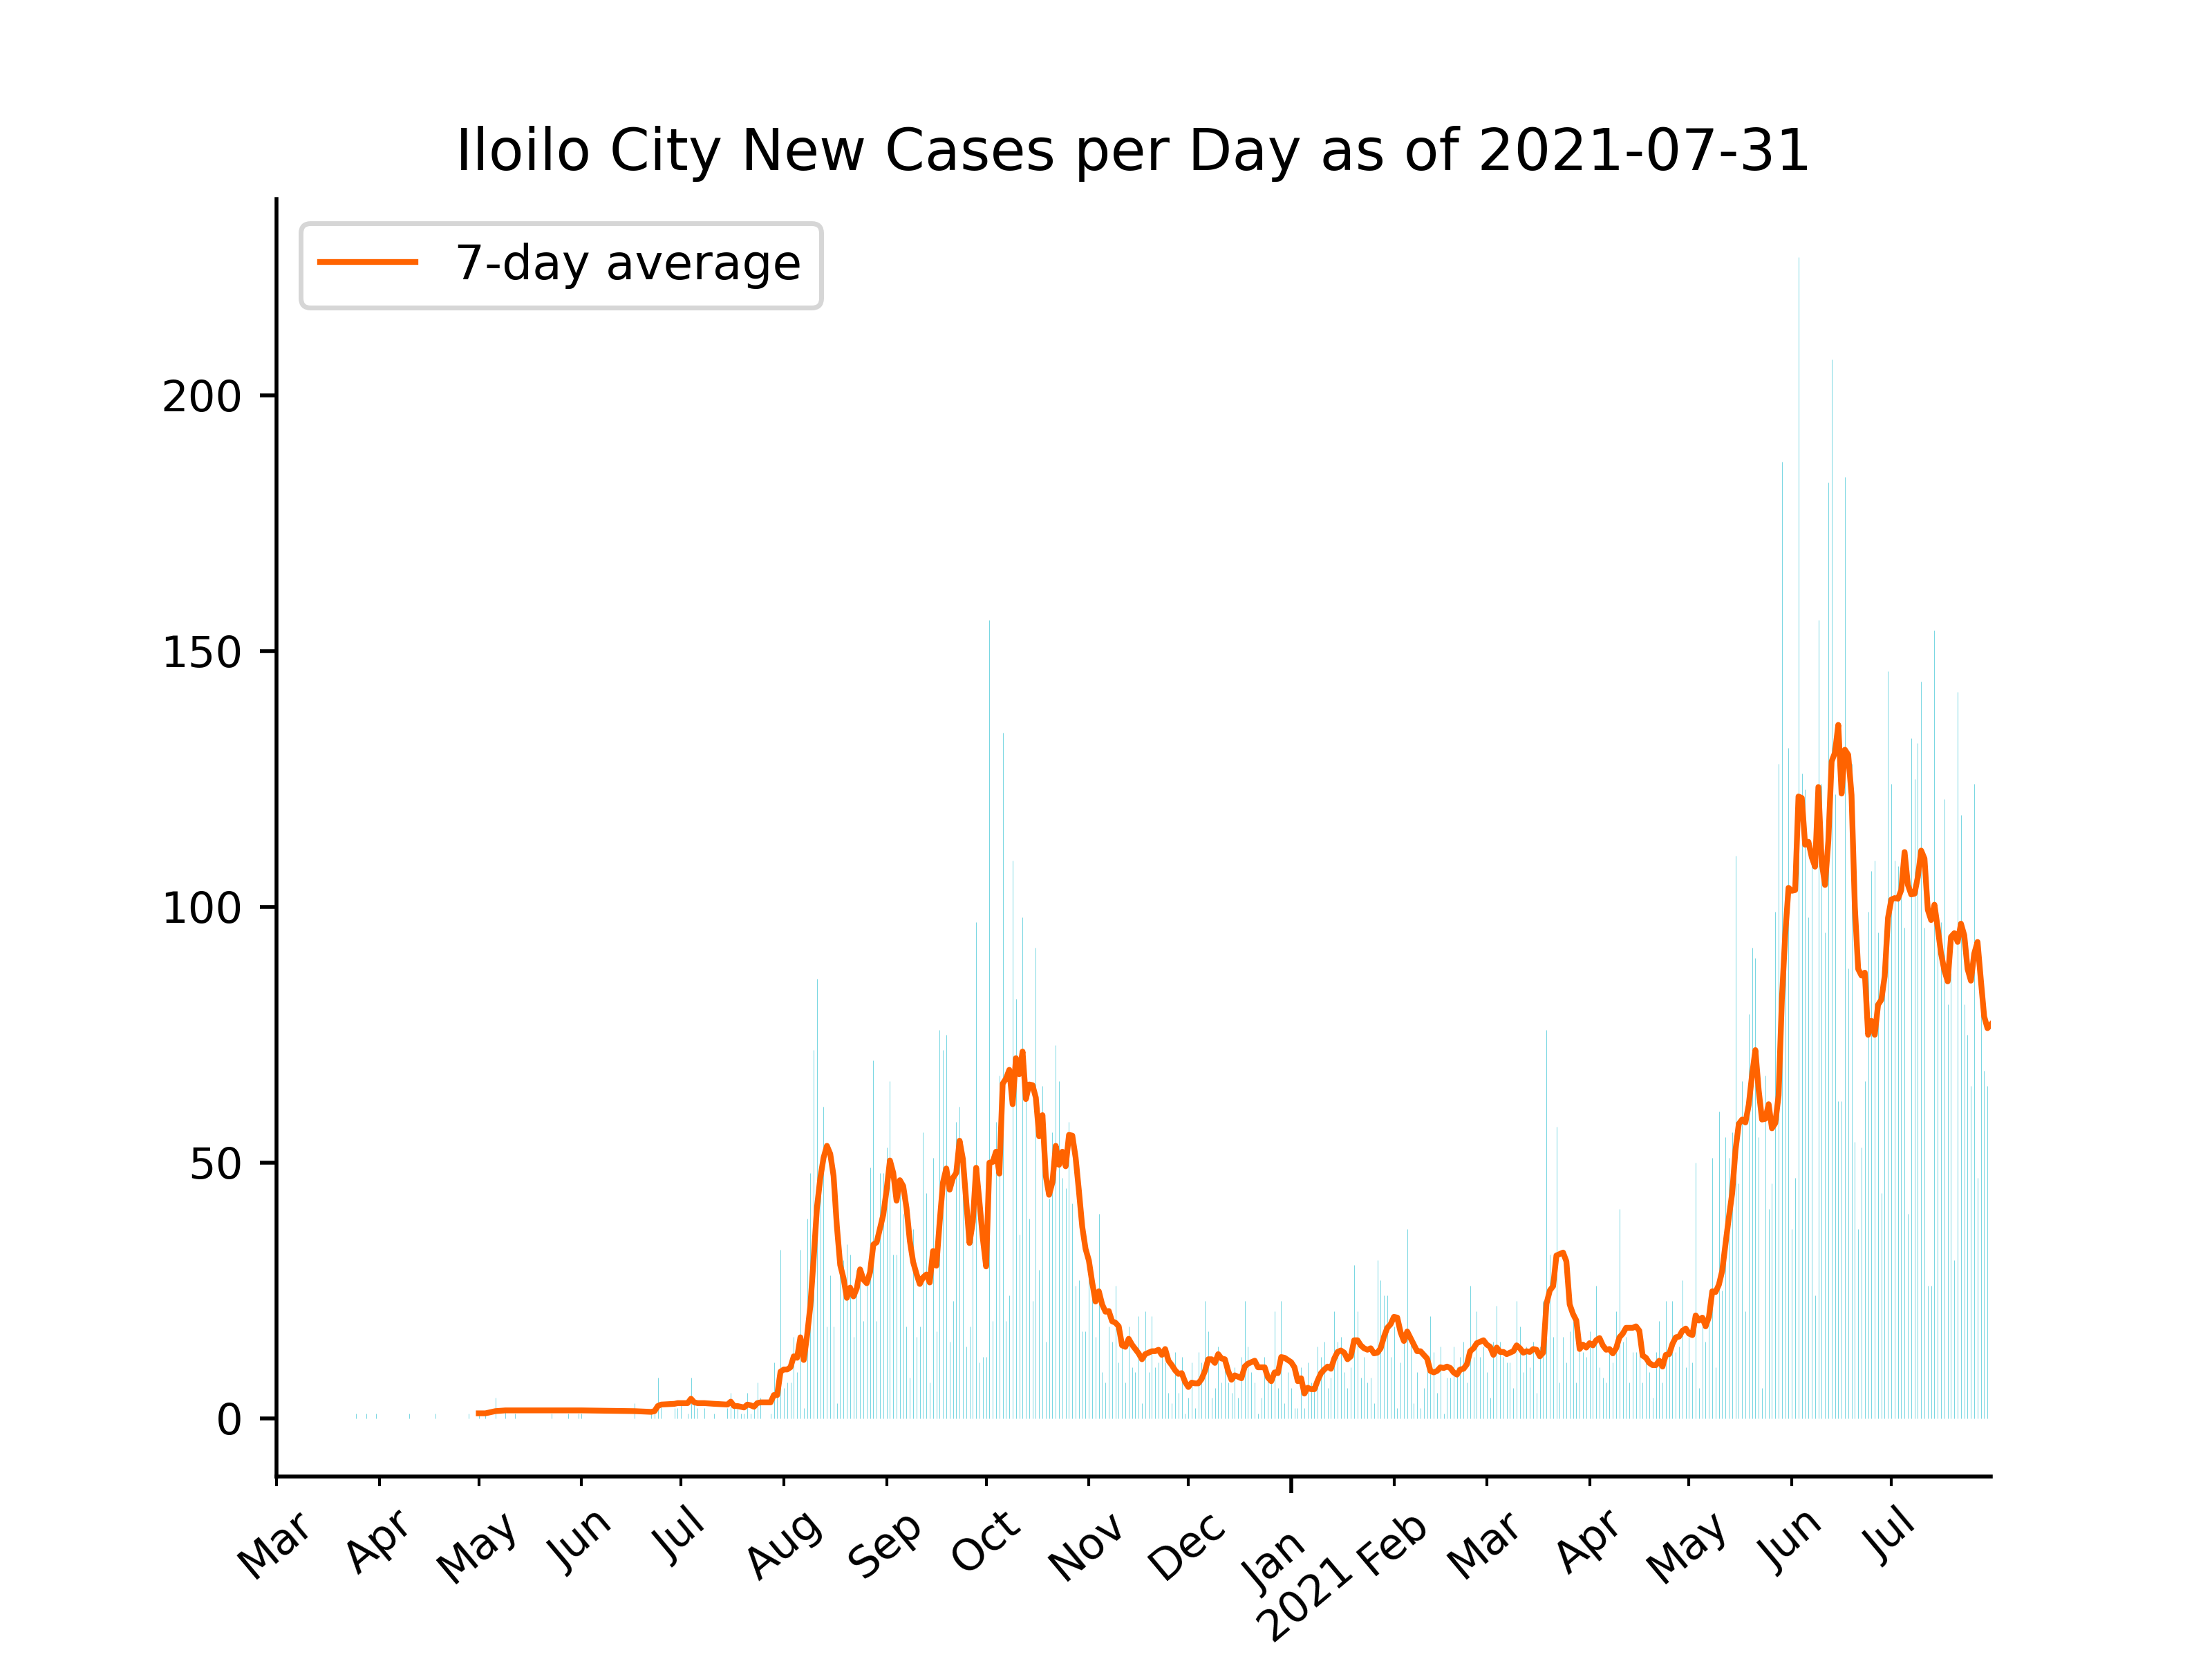 Iloilo City New Cases per Day as of 2021-07-31
7-day average
200
150
100
50
0
Mar Apr May Jun Jul Aug Sep Oct Nov Dec Jan Feb Mar Apr May Jun Jul
2021